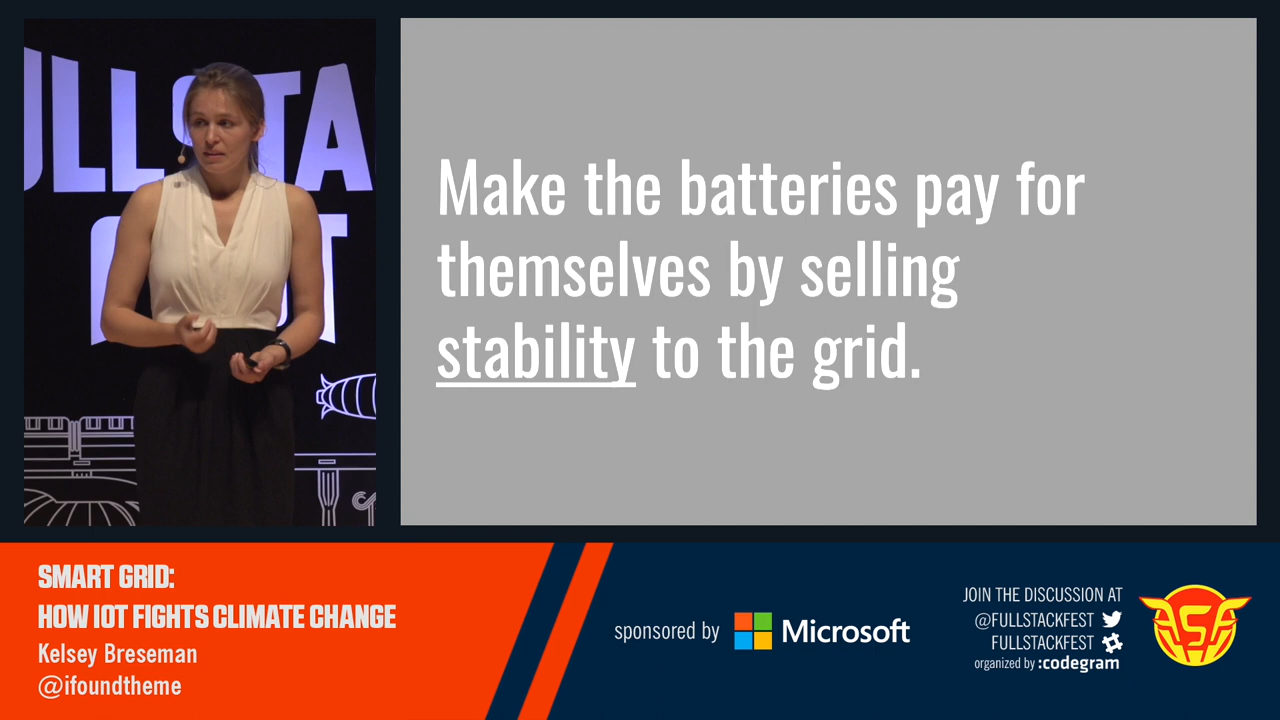 Make the batteries pay for
themselves by selling
stability to the grid.
SMART GRID:
HOW IOT FIGHTS CLIMATE CHANGE
Kelsey Breseman
@ifoundtheme
sponsored by Microsoft
JOIN THE DISCUSSION AT
@FULLSTACKFEST
FULLSTACKFEST
organized by :codegram
FSF